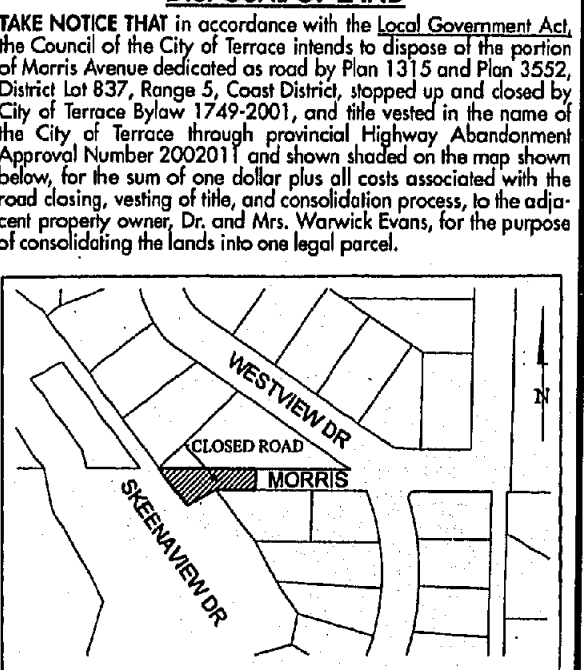 DISPOSAL OF LAND
TAKE NOTICE THAT in accordance with the Local Government Act,
the Council of the City of Terrace intends to dispose of the portion
of Morris Avenue dedicated as road by Plan 1315 and Plan 3552,
District Lot 837, Range 5, Coast District, stopped up and closed by
City of Terrace Bylaw 1749-2001, and title vested in the name of
the City of Terrace through provincial Highway Abandonment
Approval Number 2002011 and shown shaded on the map shown
below, for the sum of one dollar plus all costs associated with the
road closing, vesting of title, and consolidation process, to the adja-
cent property owner, Dr. and Mrs. Warwick Evans, for the purpose
of consolidating the lands into one legal parcel.
WESTVIEW DR
N
CLOSED ROAD
MORRIS
SKEENAVIEW DR